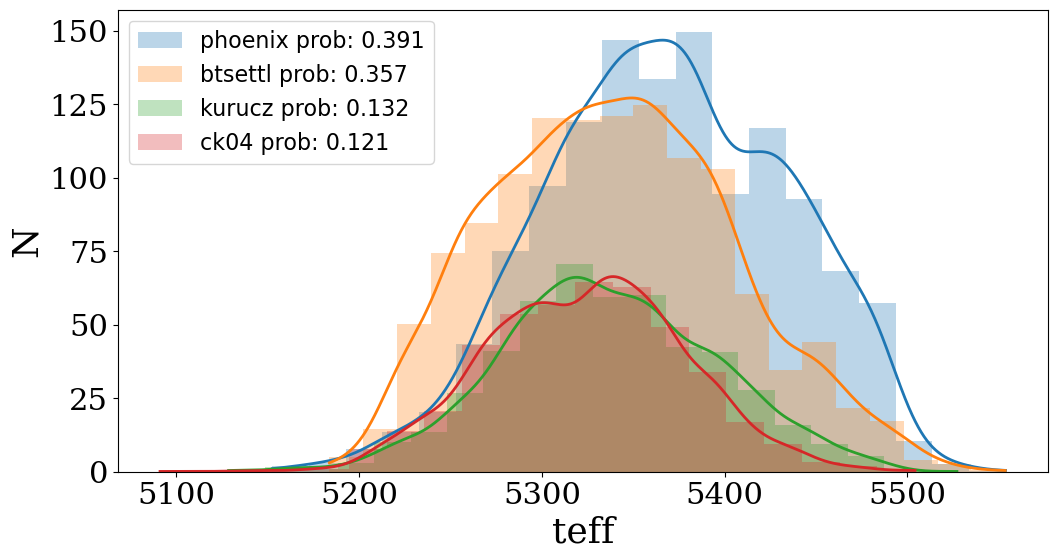 phoenix prob: 0.391
btsettl prob: 0.357
kurucz prob: 0.132
ck04 prob: 0.121
150
125
100
75
50
25
0
N
5100 5200 5300 5400 5500
teff